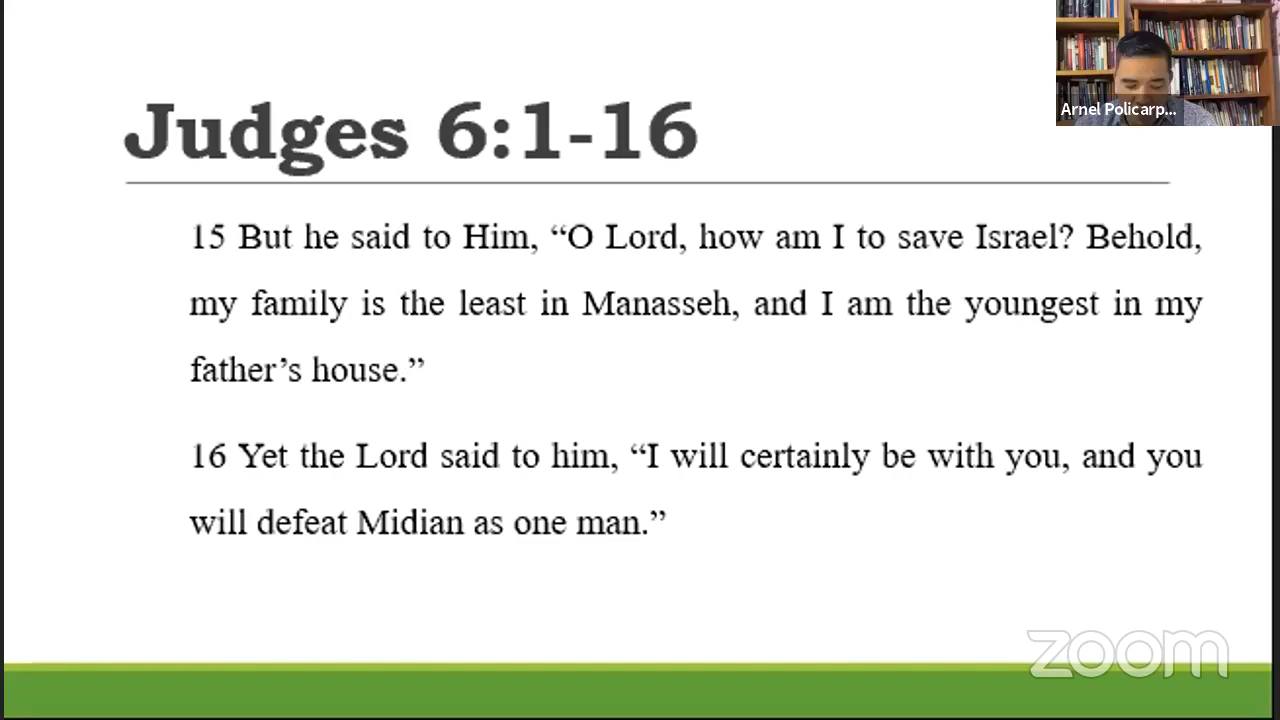 Arnel Policarp...
Judges 6:1-16
15 But he said to Him, “O Lord, how am I to save Israel? Behold,
my family is the least in Manasseh, and I am the youngest in my
father’s house.”
16 Yet the Lord said to him, “I will certainly be with you, and you
will defeat Midian as one man.”
zoom